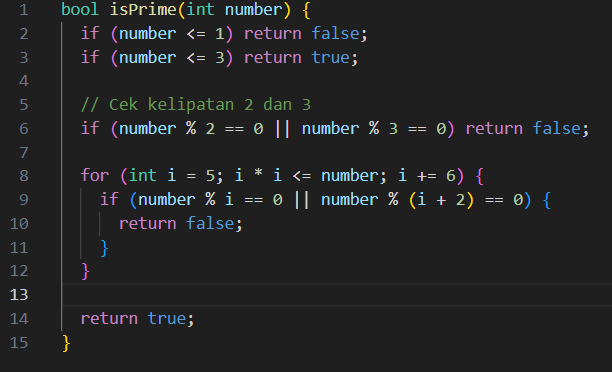 1 bool isPrime(int number) {
2 if (number <= 1) return false;
3 if (number <= 3) return true;
4
5 // Cek kelipatan 2 dan 3
6 if (number % 2 == 0 || number % 3 == 0) return false;
7
8 for (int i = 5; i * i <= number; i += 6) {
9 if (number % i == 0 || number % (i + 2) == 0) {
10 return false;
11 }
12 }
13
14 return true;
15 }